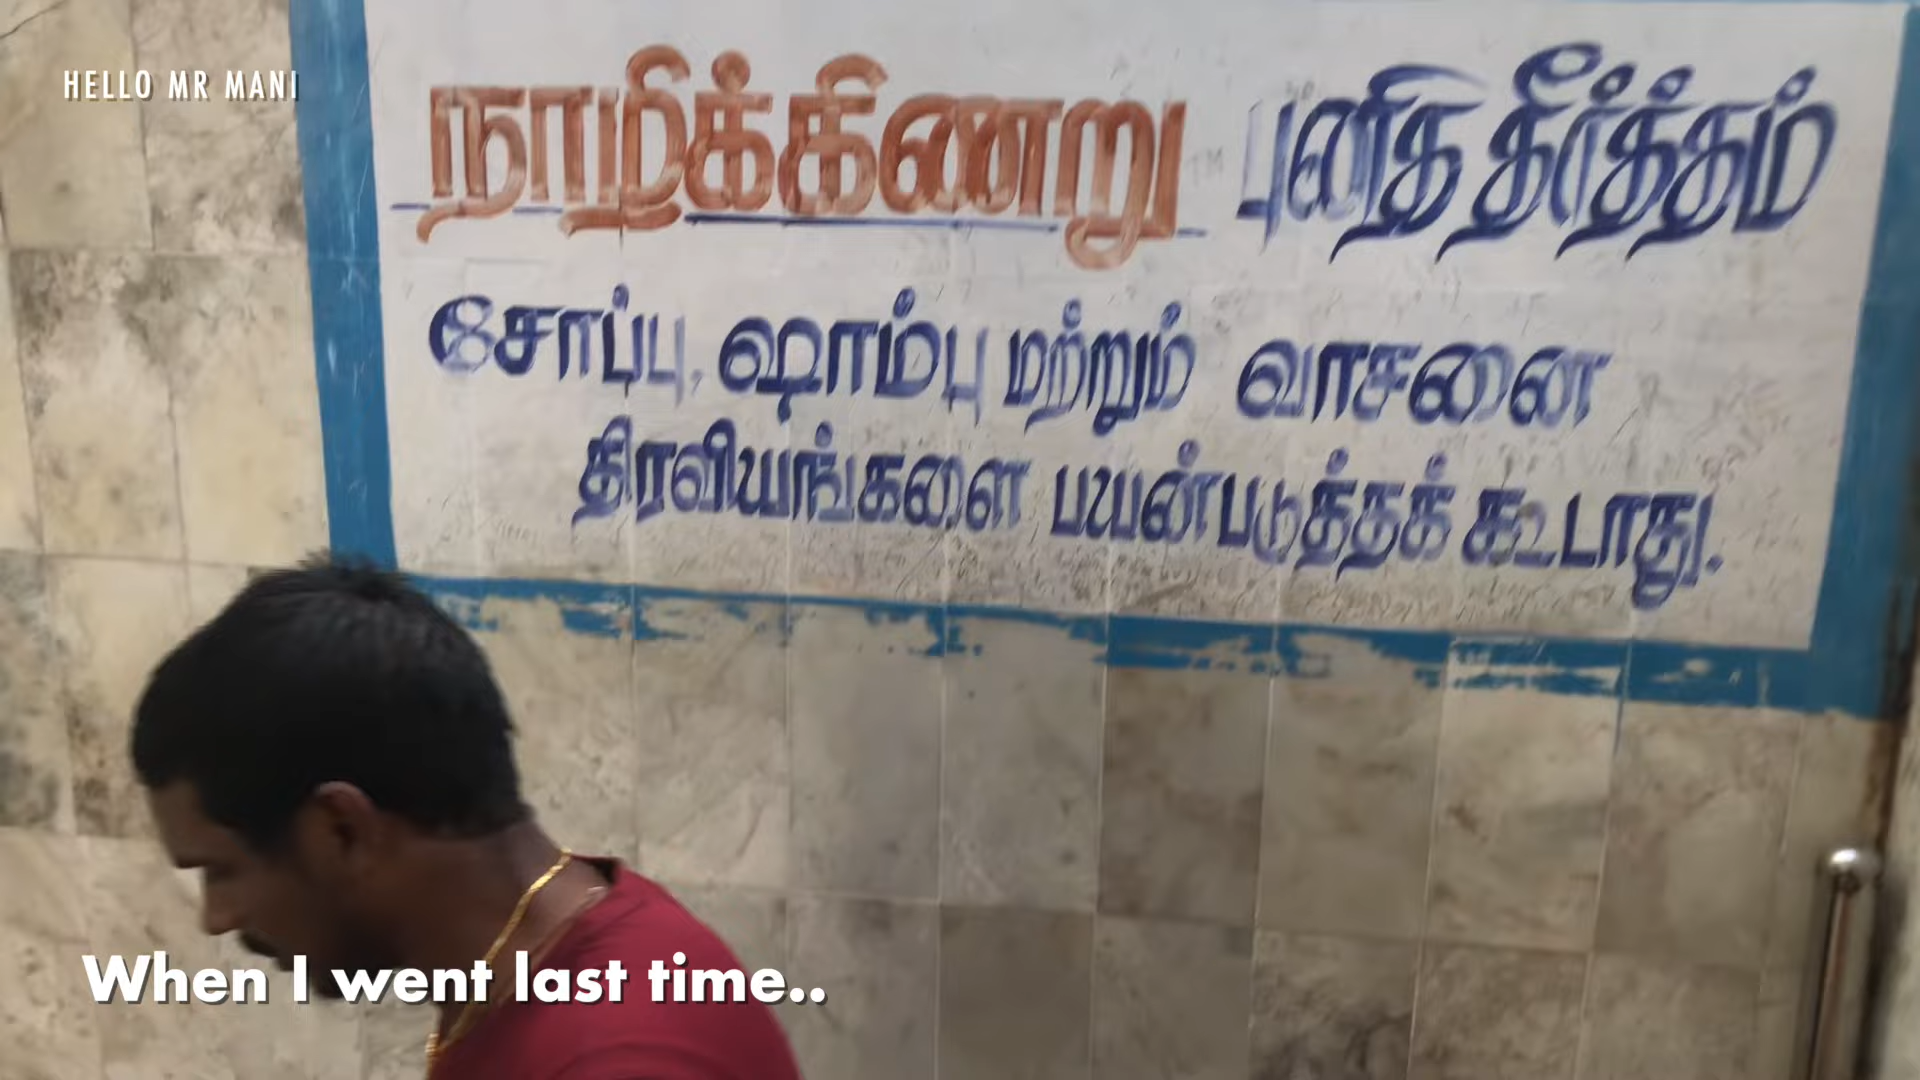 HELLO MR MANI
நாழிக்கிணறு புனித தீர்த்தம்
சோப்பு, ஷாம்பு மற்றும் வாசனை
திரவியங்களை பயன்படுத்தக் கூடாது.
When I went last time..